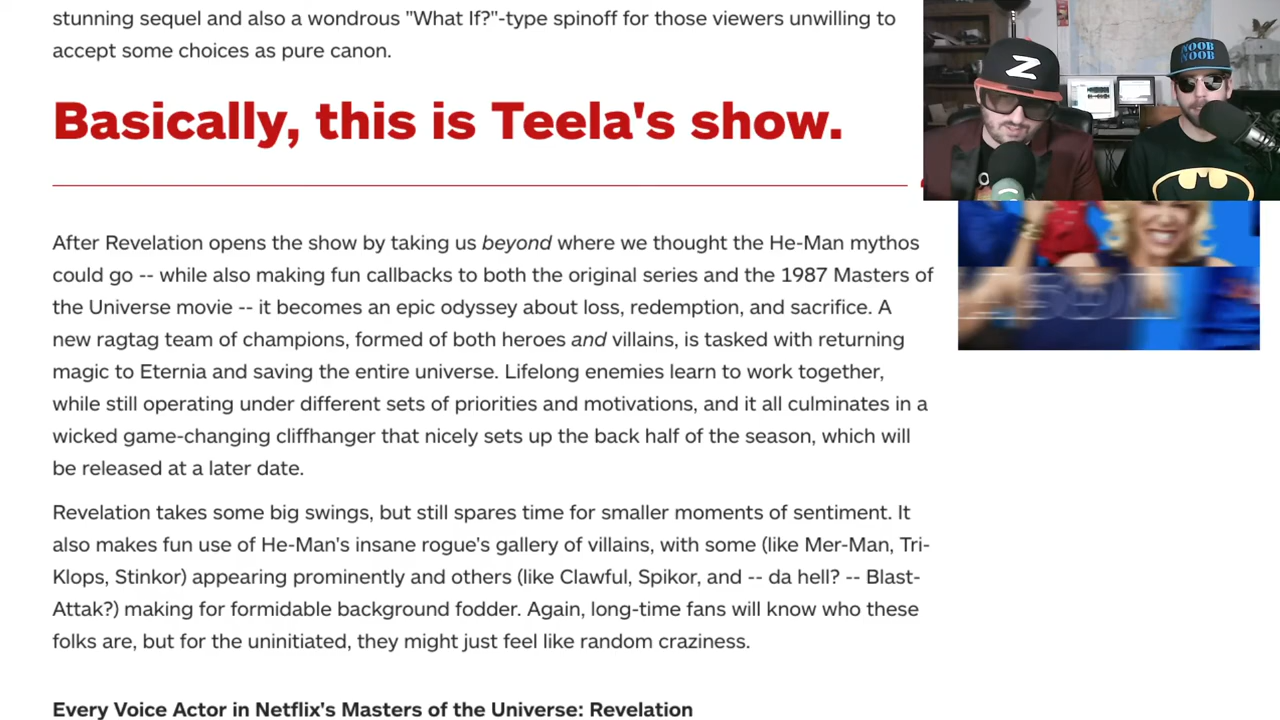 stunning sequel and also a wondrous "What If?"-type spinoff for those viewers unwilling to
accept some choices as pure canon.
Basically, this is Teela's show.
After Revelation opens the show by taking us beyond where we thought the He-Man mythos
could go -- while also making fun callbacks to both the original series and the 1987 Masters of
the Universe movie -- it becomes an epic odyssey about loss, redemption, and sacrifice. A
new ragtag team of champions, formed of both heroes and villains, is tasked with returning
magic to Eternia and saving the entire universe. Lifelong enemies learn to work together,
while still operating under different sets of priorities and motivations, and it all culminates in a
wicked game-changing cliffhanger that nicely sets up the back half of the season, which will
be released at a later date.
Revelation takes some big swings, but still spares time for smaller moments of sentiment. It
also makes fun use of He-Man's insane rogue's gallery of villains, with some (like Mer-Man, Tri-
Klops, Stinkor) appearing prominently and others (like Clawful, Spikor, and -- da hell? -- Blast-
Attak?) making for formidable background fodder. Again, long-time fans will know who these
folks are, but for the uninitiated, they might just feel like random craziness.
Every Voice Actor in Netflix's Masters of the Universe: Revelation
Z
NOOB
NOOB